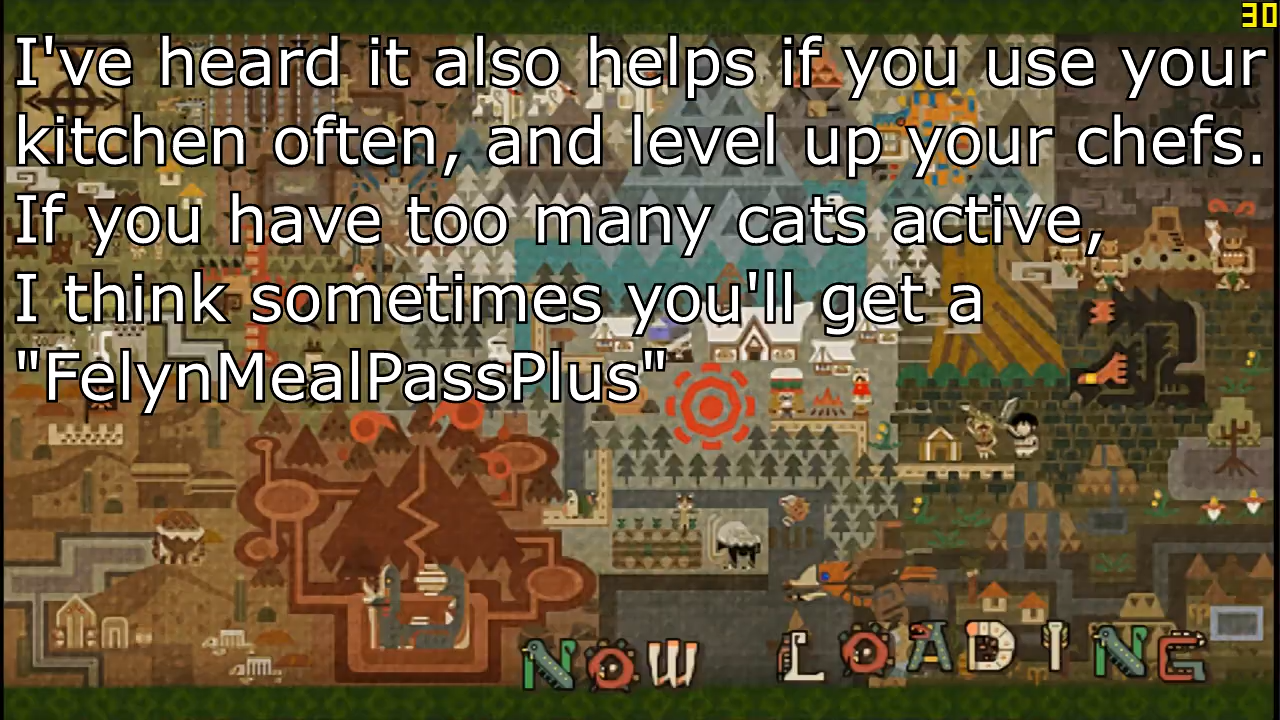 30
I've heard it also helps if you use your
kitchen often, and level up your chefs.
If you have too many cats active,
I think sometimes you'll get a
"FelynMealPassPlus"
NOW LOADING